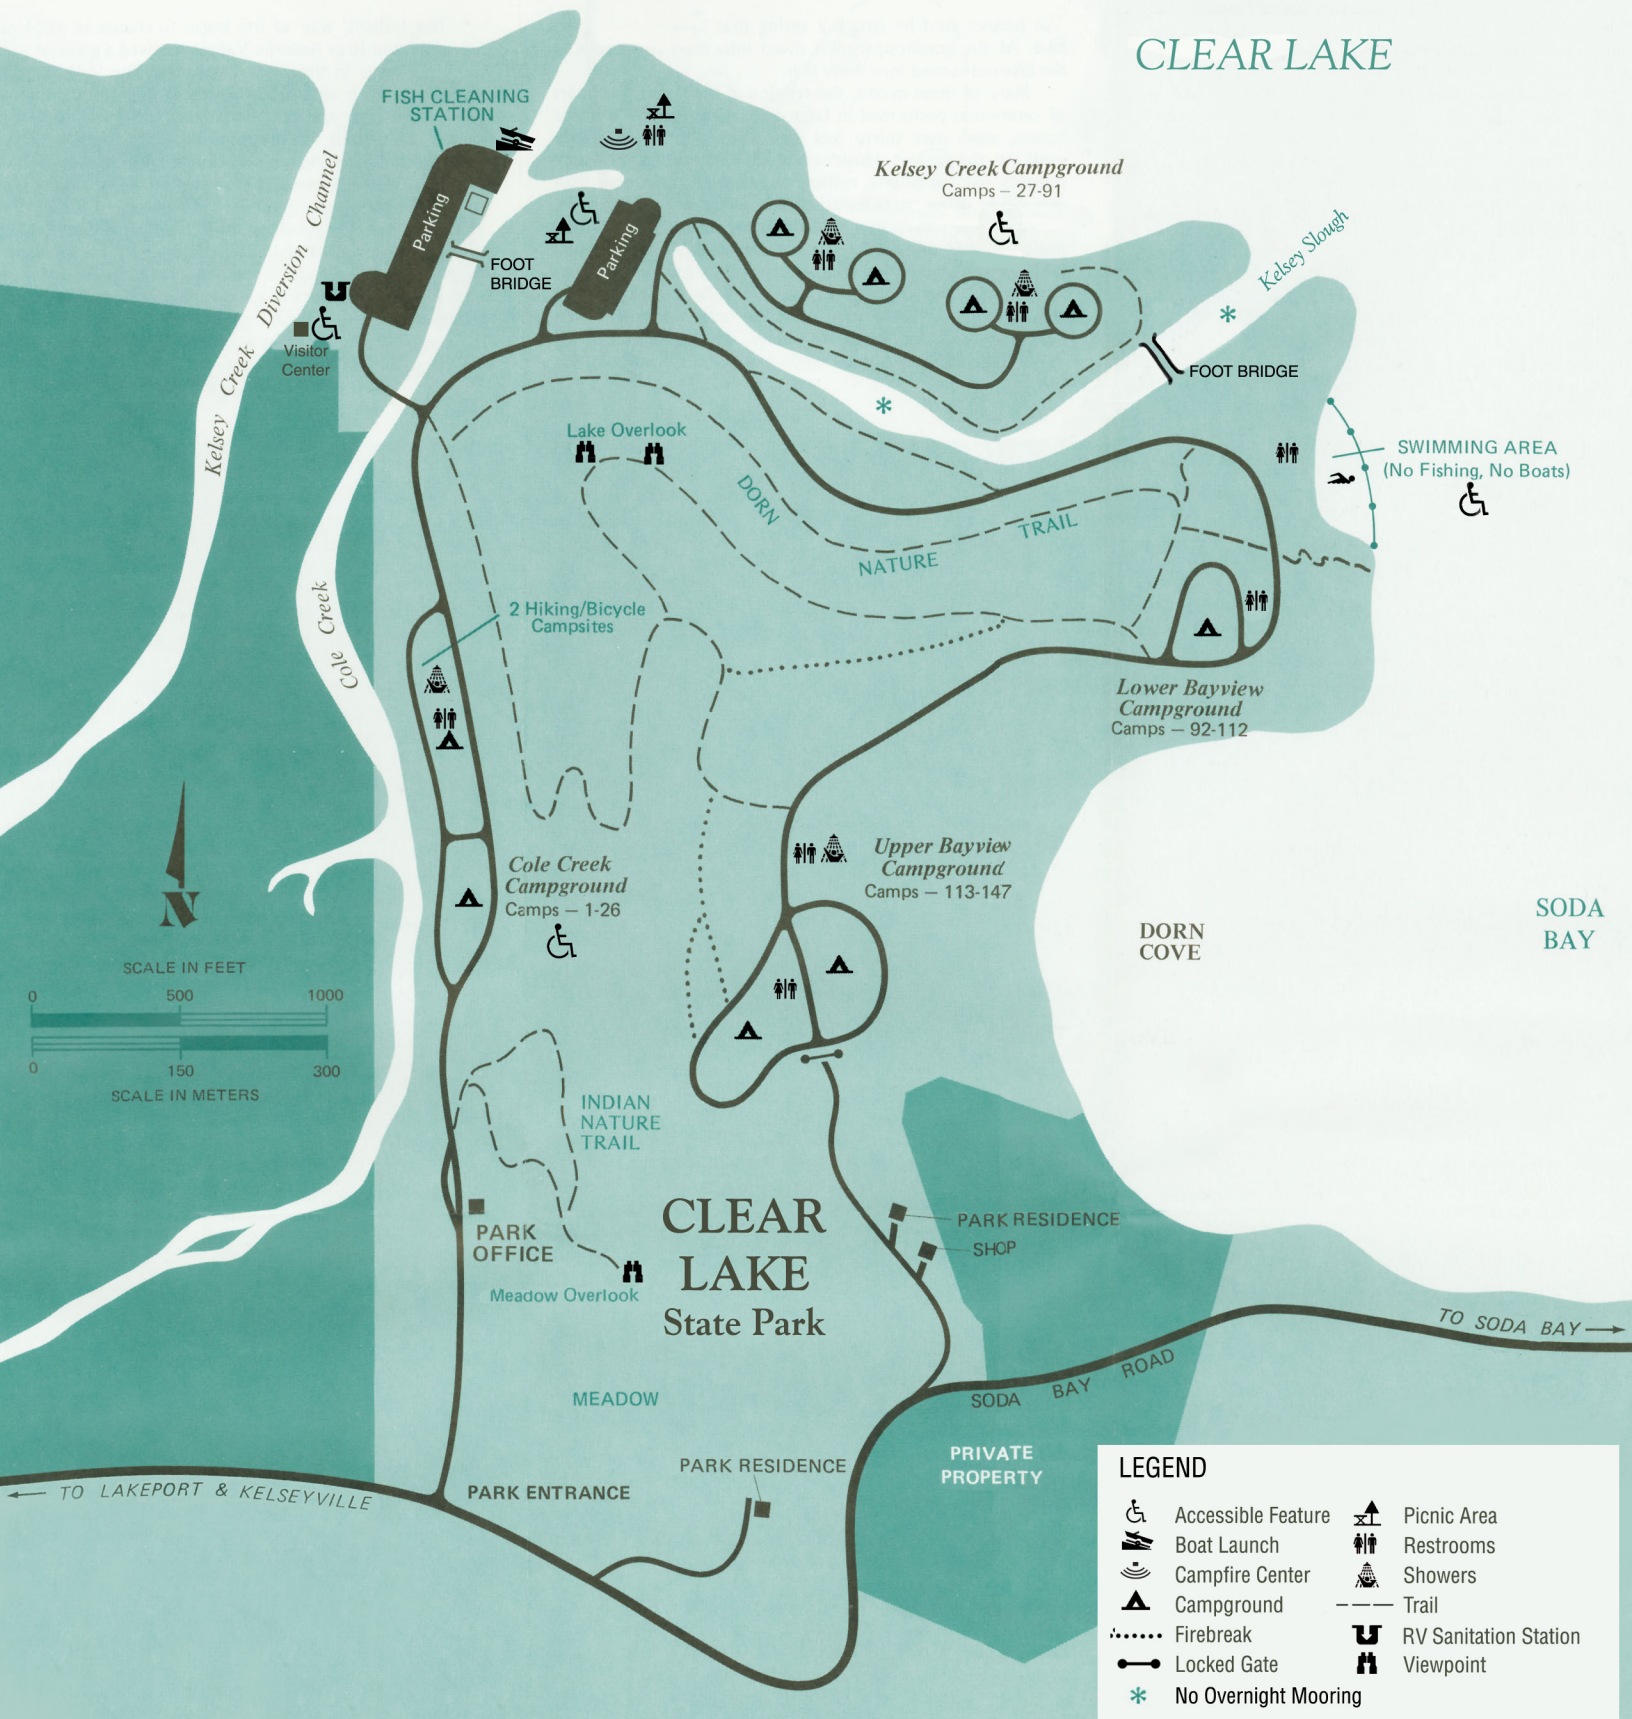 CLEAR LAKE
FISH CLEANING
STATION
Kelsey Creek Campground
Camps – 27-91
Parking
Parking
FOOT
BRIDGE
Kelsey Slough
Kelsey Creek Diversion Channel
Visitor
Center
FOOT BRIDGE
Lake Overlook
SWIMMING AREA
(No Fishing, No Boats)
DORN NATURE TRAIL
2 Hiking/Bicycle
Campsites
Cole Creek
Lower Bayview
Campground
Camps – 92-112
Cole Creek
Campground
Camps – 1-26
Upper Bayview
Campground
Camps – 113-147
DORN
COVE
SODA
BAY
N
SCALE IN FEET
0 500 1000
0 150 300
SCALE IN METERS
INDIAN
NATURE
TRAIL
PARK
OFFICE
Meadow Overlook
CLEAR
LAKE
State Park
PARK RESIDENCE
SHOP
TO SODA BAY
SODA BAY ROAD
MEADOW
PRIVATE
PROPERTY
PARK RESIDENCE
TO LAKEPORT & KELSEYVILLE
PARK ENTRANCE
LEGEND
Accessible Feature
Boat Launch
Campfire Center
Campground
Firebreak
Locked Gate
No Overnight Mooring
Picnic Area
Restrooms
Showers
Trail
RV Sanitation Station
Viewpoint